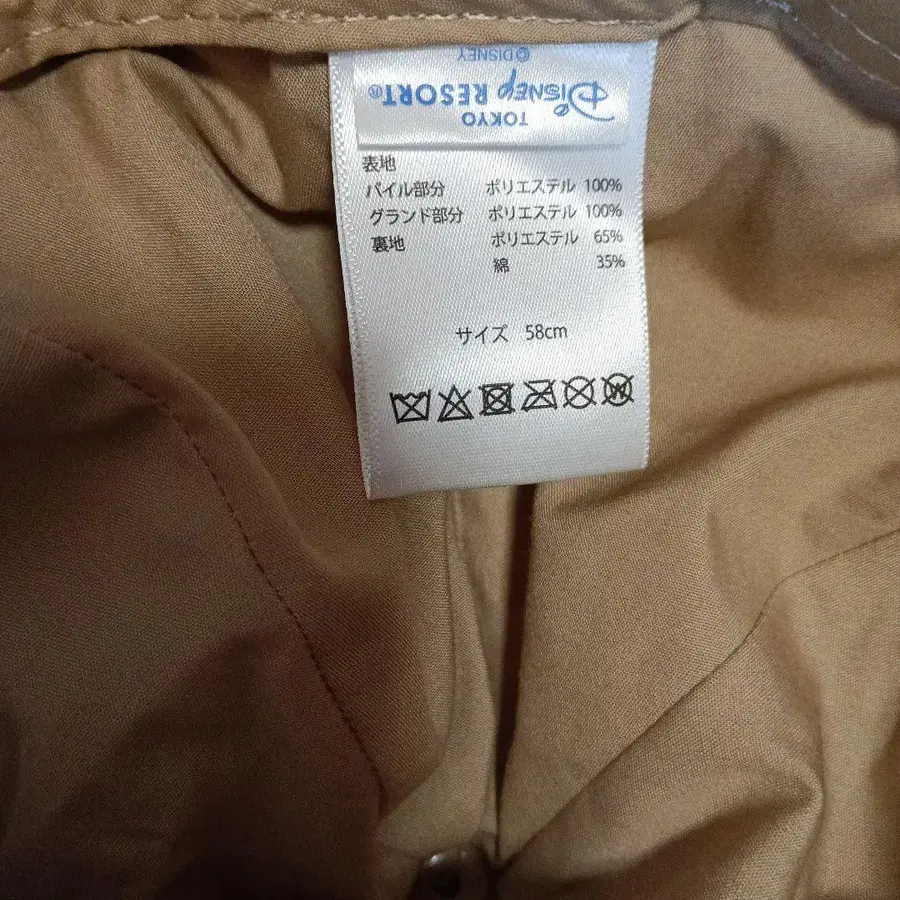 TOKYO
Disney RESORT®
© DISNEY
表地
パイル部分 ポリエステル 100%
グランド部分 ポリエステル 100%
裏地 ポリエステル 65%
綿 35%
サイズ 58cm
W